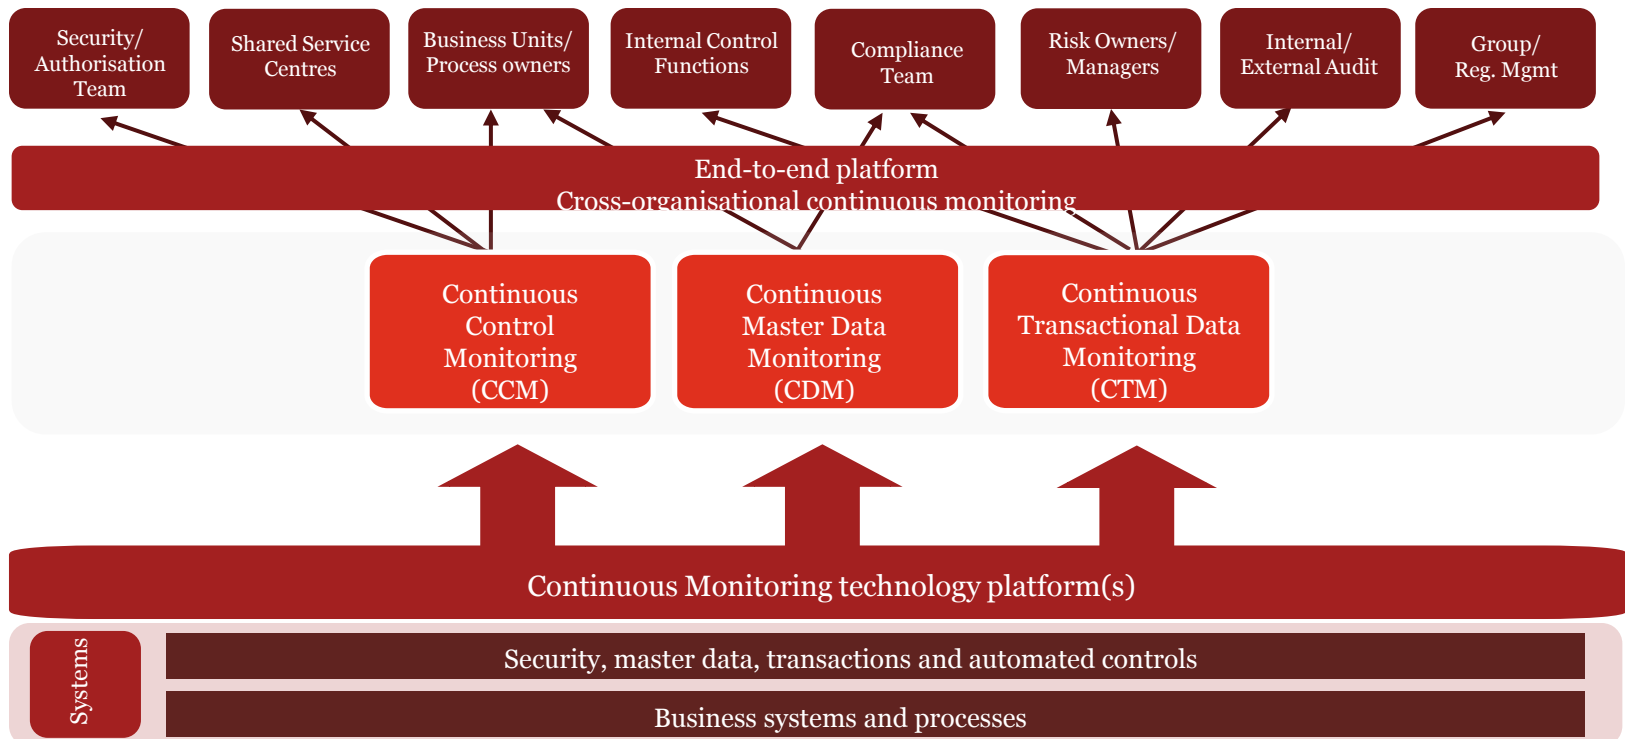 Security/
Authorisation
Team
Shared Service
Centres
Business Units/
Process owners
Internal Control
Functions
Compliance
Team
Risk Owners/
Managers
Internal/
External Audit
Group/
Reg. Mgmt
End-to-end platform
Cross-organisational continuous monitoring
Continuous
Control
Monitoring
(CCM)
Continuous
Master Data
Monitoring
(CDM)
Continuous
Transactional Data
Monitoring
(CTM)
Continuous Monitoring technology platform(s)
Systems
Security, master data, transactions and automated controls
Business systems and processes